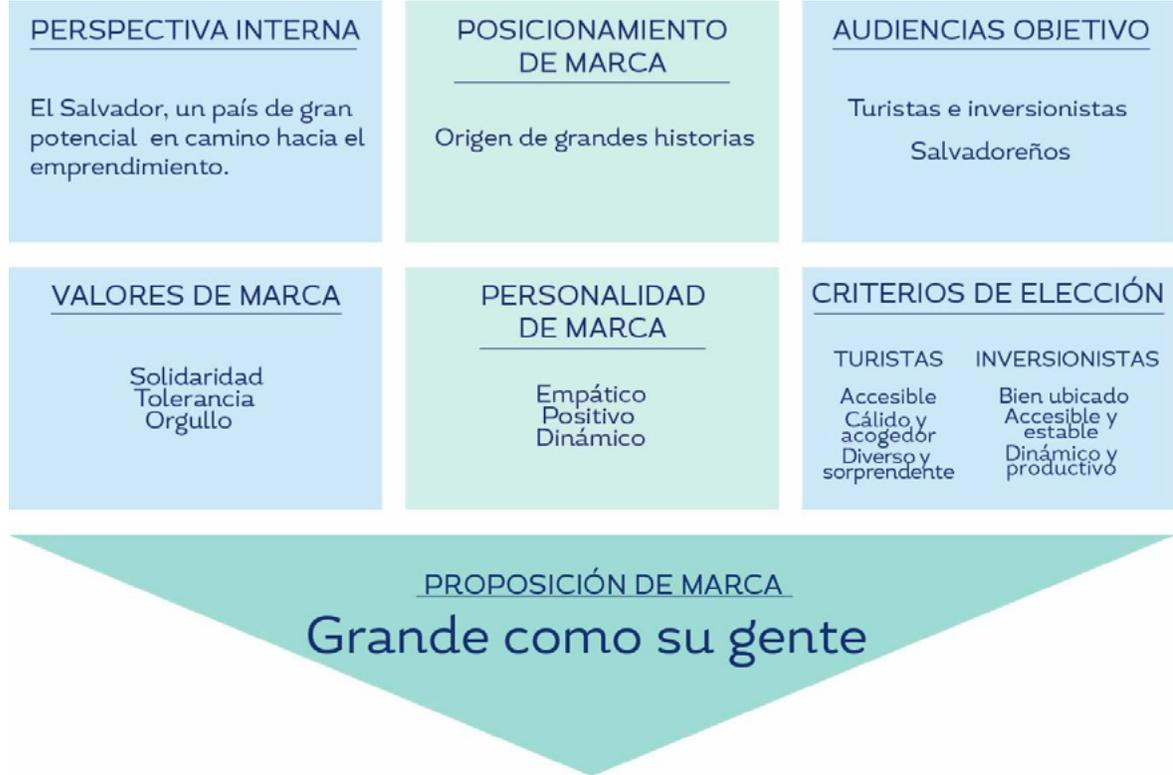 PERSPECTIVA INTERNA
El Salvador, un país de gran
potencial en camino hacia el
emprendimiento.
POSICIONAMIENTO
DE MARCA
Origen de grandes historias
AUDIENCIAS OBJETIVO
Turistas e inversionistas
Salvadoreños
VALORES DE MARCA
Solidaridad
Tolerancia
Orgullo
PERSONALIDAD
DE MARCA
Empático
Positivo
Dinámico
CRITERIOS DE ELECCIÓN
TURISTAS
Accesible
Cálido y
acogedor
Diverso y
sorprendente
INVERSIONISTAS
Bien ubicado
Accesible y
estable
Dinámico y
productivo
PROPOSICIÓN DE MARCA
Grande como su gente